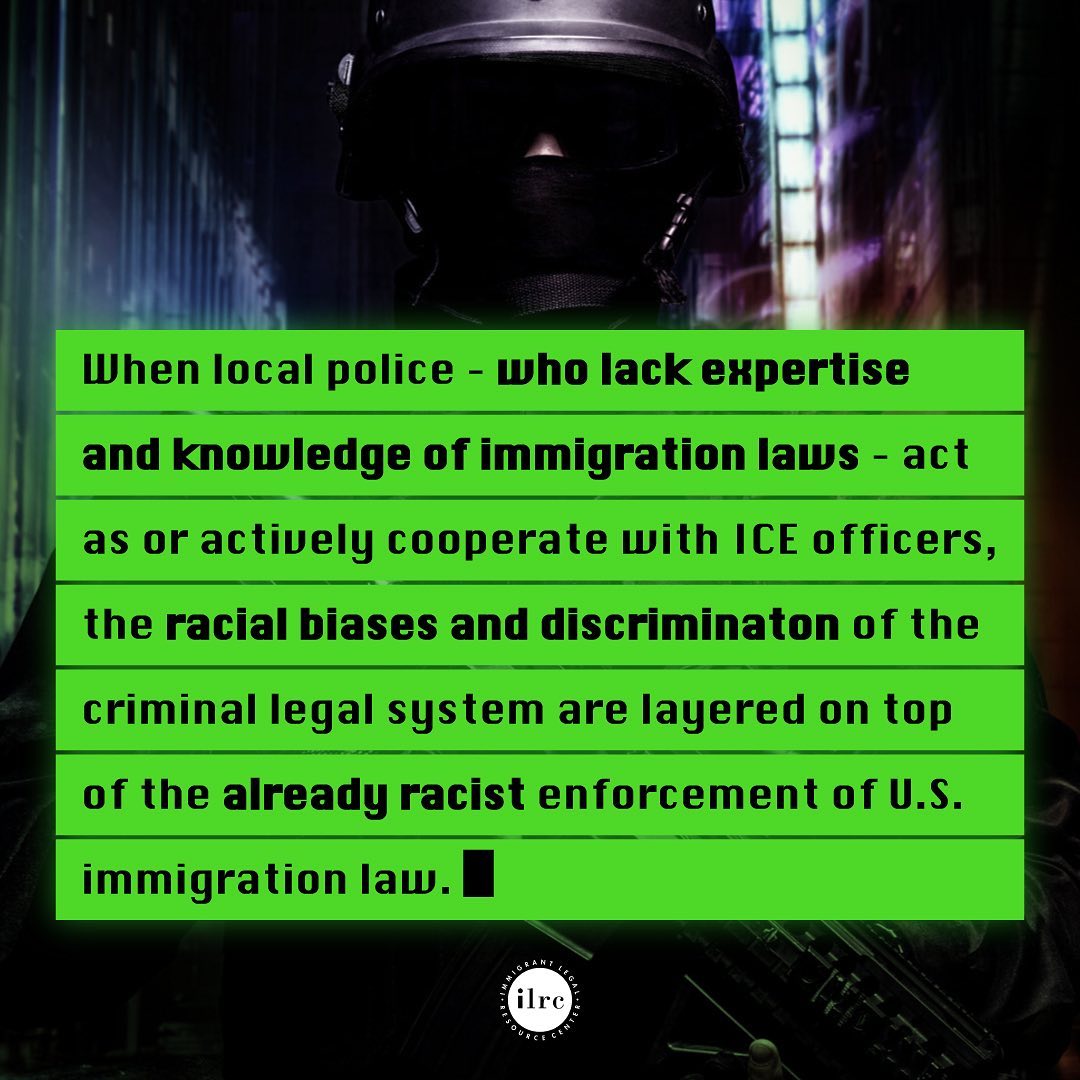 When local police - who lack expertise
and knowledge of immigration laws - act
as or actively cooperate with ICE officers,
the racial biases and discriminaton of the
criminal legal system are layered on top
of the already racist enforcement of U.S.
immigration law.
IMMIGRANT LEGAL
ilrc
RESOURCE CENTER